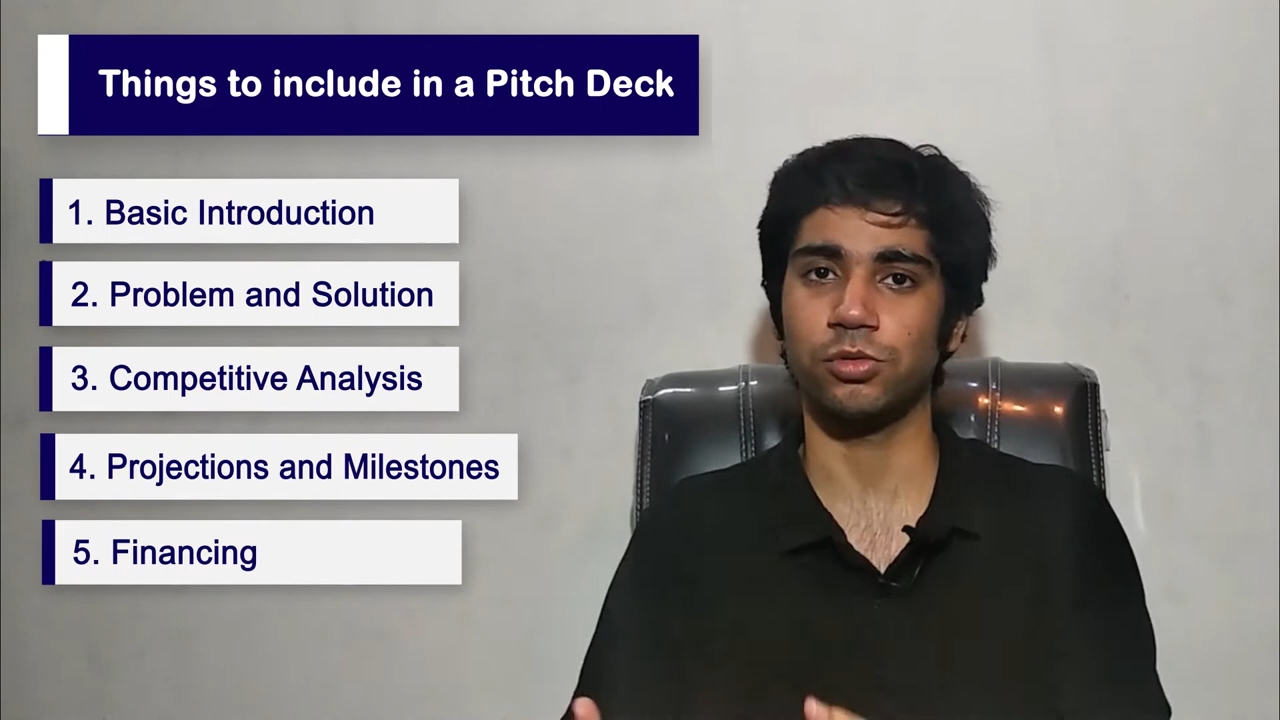 Things to include in a Pitch Deck
1. Basic Introduction
2. Problem and Solution
3. Competitive Analysis
4. Projections and Milestones
5. Financing